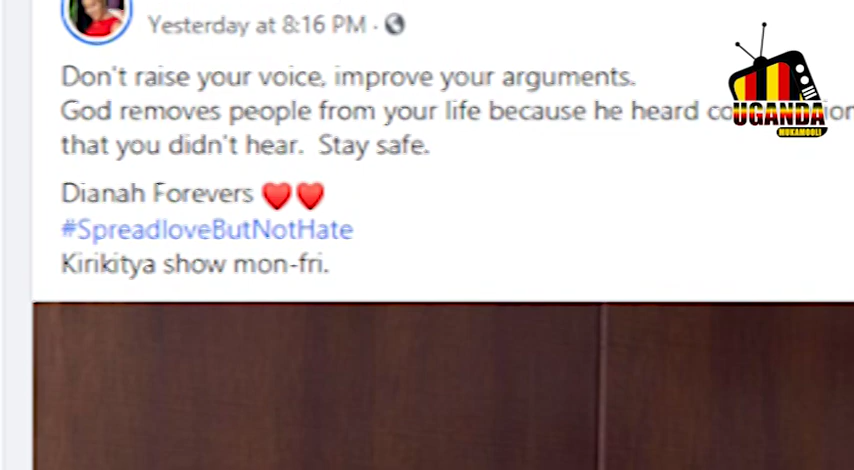 Yesterday at 8:16 PM ·
Don't raise your voice, improve your arguments.
God removes people from your life because he heard
that you didn't hear. Stay safe.
Dianah Forevers ❤️❤️
#SpreadloveButNotHate
Kirikitya show mon-fri.
UGANDA
MUKAMOOLI